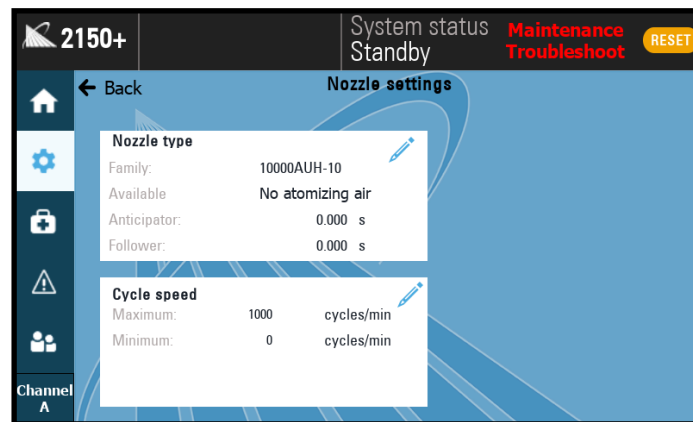 2150+
System status
Standby
Maintenance
Troubleshoot
RESET
Back
Nozzle settings
Nozzle type
Family: 10000AUH-10
Available No atomizing air
Anticipator: 0.000 s
Follower: 0.000 s
Cycle speed
Maximum: 1000 cycles/min
Minimum: 0 cycles/min
Channel
A